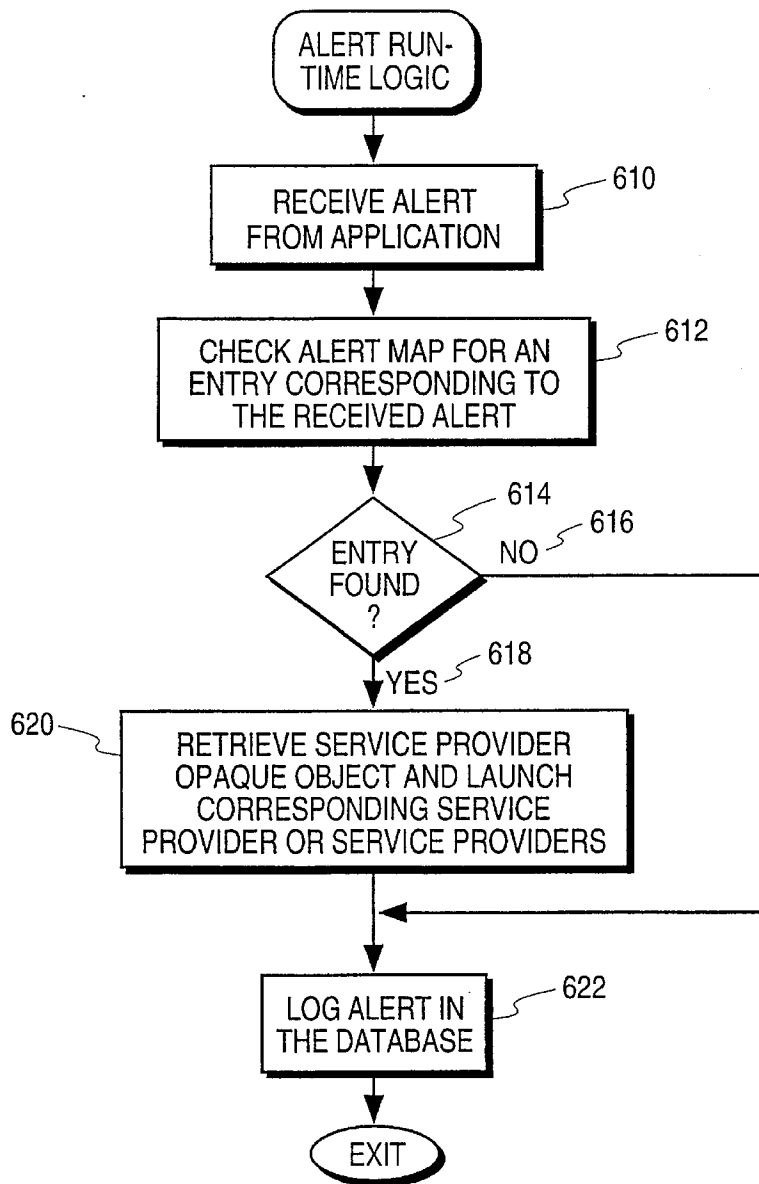 ALERT RUN-
TIME LOGIC
610
RECEIVE ALERT
FROM APPLICATION
612
CHECK ALERT MAP FOR AN
ENTRY CORRESPONDING TO
THE RECEIVED ALERT
614
616
NO
ENTRY
FOUND
?
618
YES
620
RETRIEVE SERVICE PROVIDER
OPAQUE OBJECT AND LAUNCH
CORRESPONDING SERVICE
PROVIDER OR SERVICE PROVIDERS
622
LOG ALERT IN
THE DATABASE
EXIT